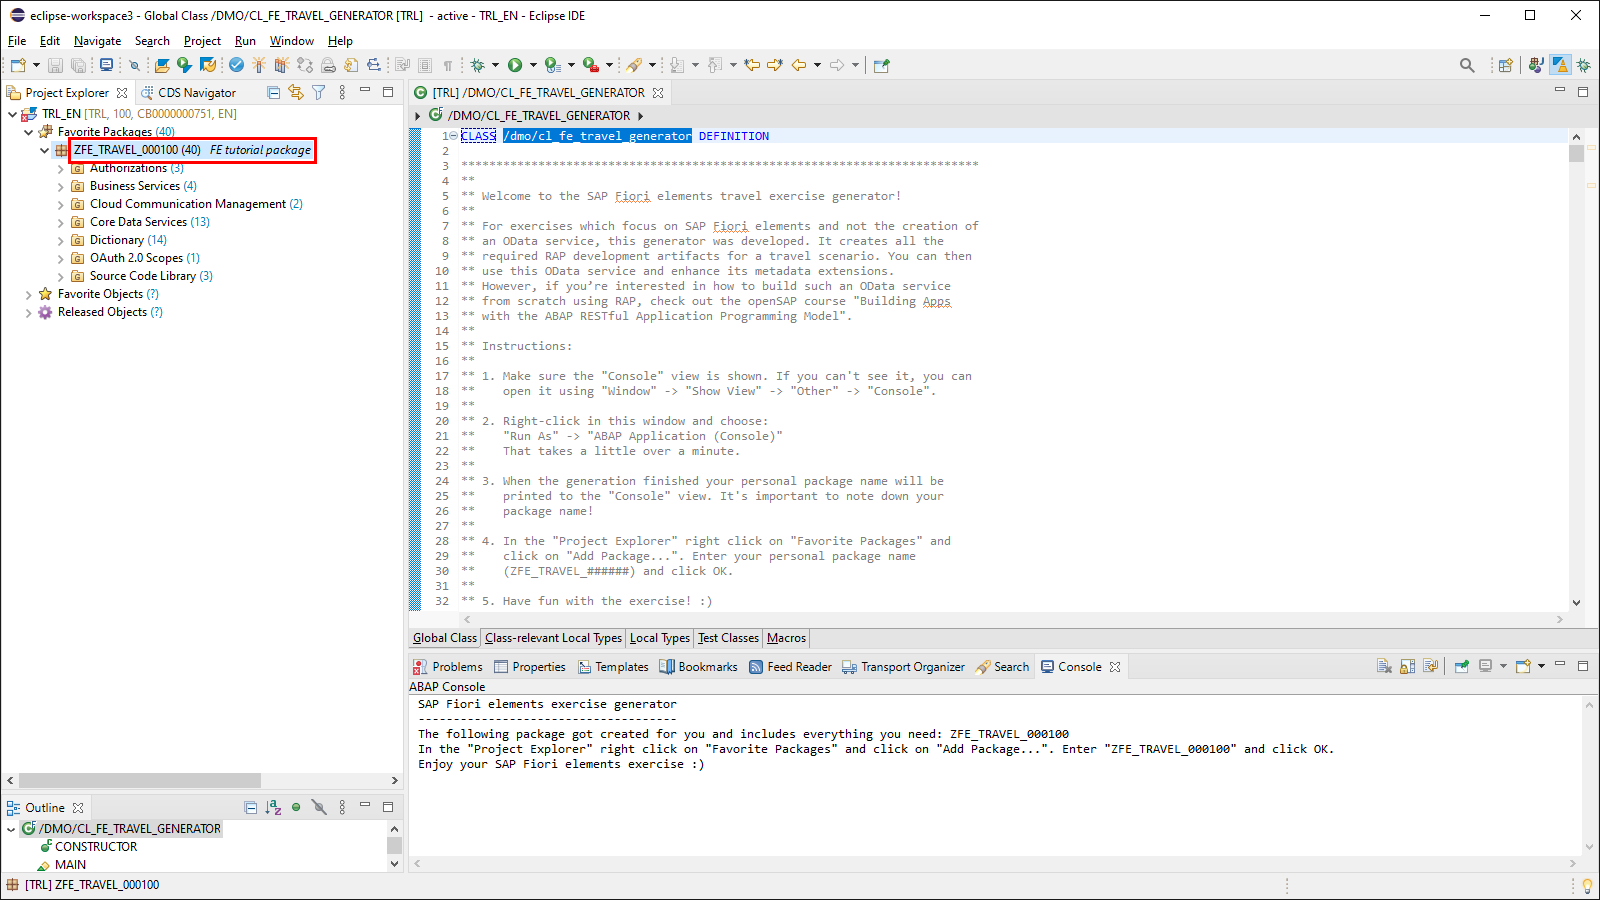 eclipse-workspace3 - Global Class /DMO/CL_FE_TRAVEL_GENERATOR [TRL]  - active - TRL_EN - Eclipse IDE
File Edit Navigate Search Project Run Window Help
Project Explorer
CDS Navigator
TRL_EN [TRL, 100, CB0000000751, EN]
Favorite Packages (40)
ZFE_TRAVEL_000100 (40) FE tutorial package
Authorizations (3)
Business Services (4)
Cloud Communication Management (2)
Core Data Services (13)
Dictionary (14)
OAuth 2.0 Scopes (1)
Source Code Library (3)
Favorite Objects (?)
Released Objects (?)
[TRL] /DMO/CL_FE_TRAVEL_GENERATOR
/DMO/CL_FE_TRAVEL_GENERATOR
1 CLASS /dmo/cl_fe_travel_generator DEFINITION
2
3 **************************************************************************
4 **
5 ** Welcome to the SAP Fiori elements travel exercise generator!
6 **
7 ** For exercises which focus on SAP Fiori elements and not the creation of
8 ** an OData service, this generator was developed. It creates all the
9 ** required RAP development artifacts for a travel scenario. You can then
10 ** use this OData service and enhance its metadata extensions.
11 ** However, if you're interested in how to build such an OData service
12 ** from scratch using RAP, check out the openSAP course "Building Apps
13 ** with the ABAP RESTful Application Programming Model".
14 **
15 ** Instructions:
16 **
17 ** 1. Make sure the "Console" view is shown. If you can't see it, you can
18 **    open it using "Window" -> "Show View" -> "Other" -> "Console".
19 **
20 ** 2. Right-click in this window and choose:
21 **    "Run As" -> "ABAP Application (Console)"
22 **    That takes a little over a minute.
23 **
24 ** 3. When the generation finished your personal package name will be
25 **    printed to the "Console" view. It's important to note down your
26 **    package name!
27 **
28 ** 4. In the "Project Explorer" right click on "Favorite Packages" and
29 **    click on "Add Package...". Enter your personal package name
30 **    (ZFE_TRAVEL_######) and click OK.
31 **
32 ** 5. Have fun with the exercise! :)
Global Class Class-relevant Local Types Local Types Test Classes Macros
Problems Properties Templates Bookmarks Feed Reader Transport Organizer Search Console
ABAP Console
SAP Fiori elements exercise generator
-------------------------------------
The following package got created for you and includes everything you need: ZFE_TRAVEL_000100
In the "Project Explorer" right click on "Favorite Packages" and click on "Add Package...". Enter "ZFE_TRAVEL_000100" and click OK.
Enjoy your SAP Fiori elements exercise :)
Outline
/DMO/CL_FE_TRAVEL_GENERATOR
CONSTRUCTOR
MAIN
[TRL] ZFE_TRAVEL_000100